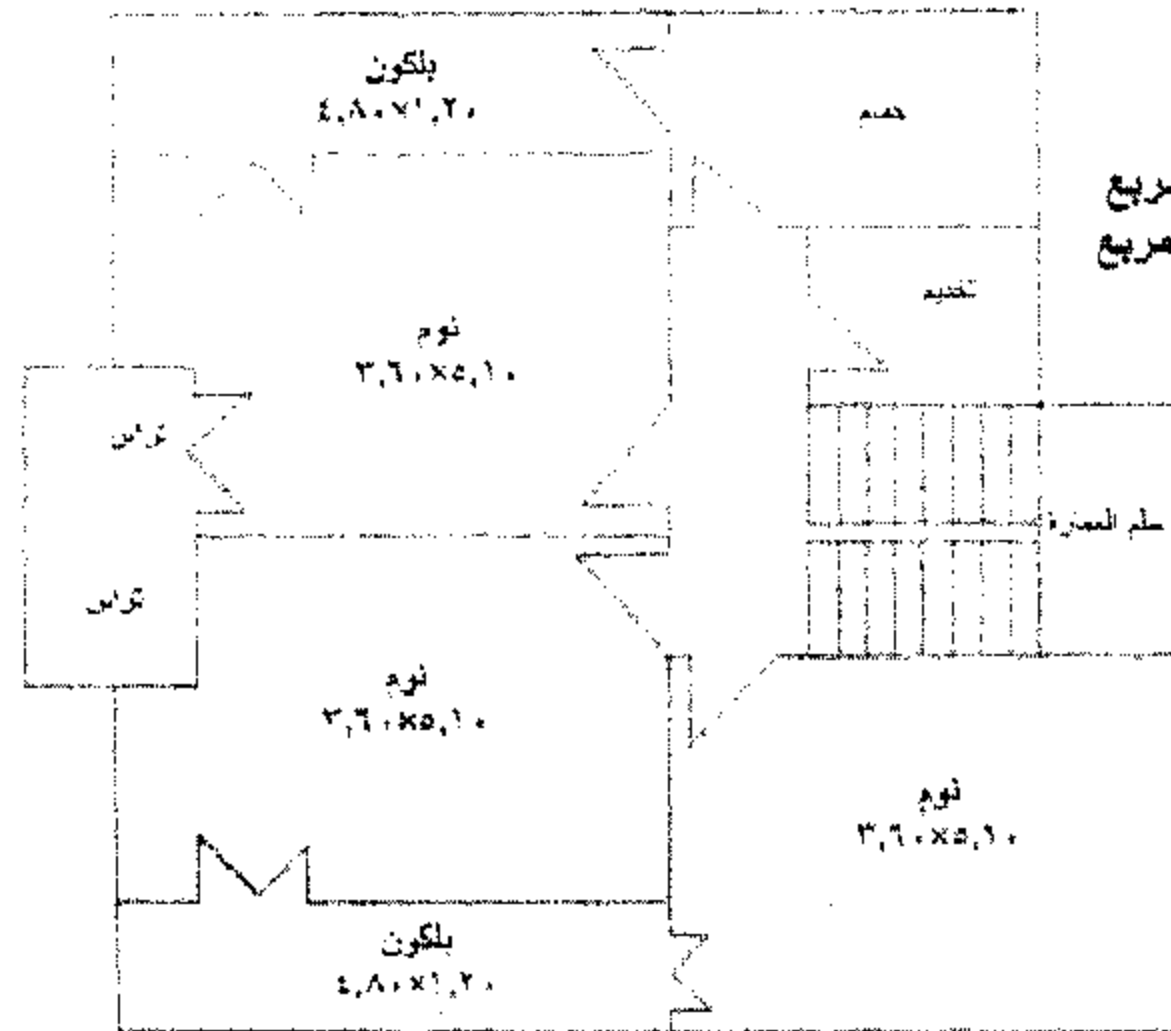 بلكون
٤,٨٠×١,٢٠
حمام
مربع
مربع
تقديم
نوم
٣,٦٠×٥,١٠
تراس
سلم العمارة
تراس
نوم
٣,٦٠×٥,١٠
نوم
٣,٦٠×٥,١٠
بلكون
٤,٨٠×١,٢٠